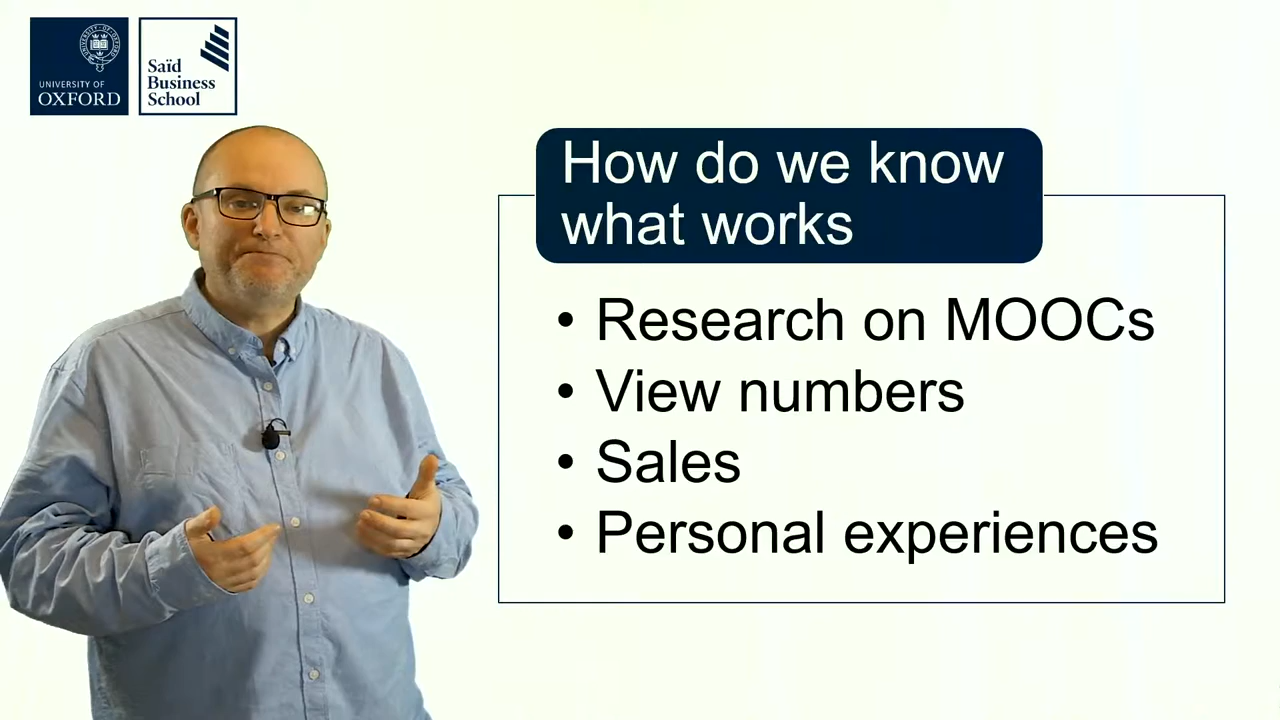 UNIVERSITY OF
OXFORD
Saïd
Business
School
How do we know
what works
• Research on MOOCs
• View numbers
• Sales
• Personal experiences